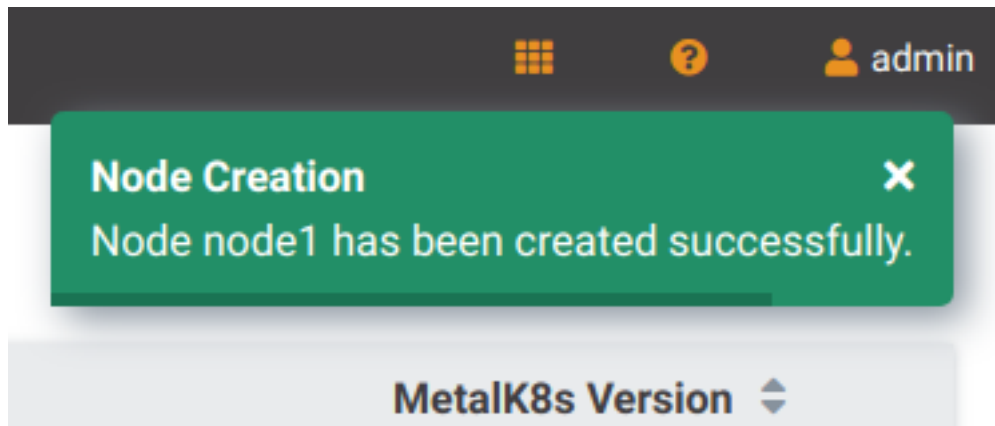 admin
Node Creation
Node node1 has been created successfully.
MetalK8s Version